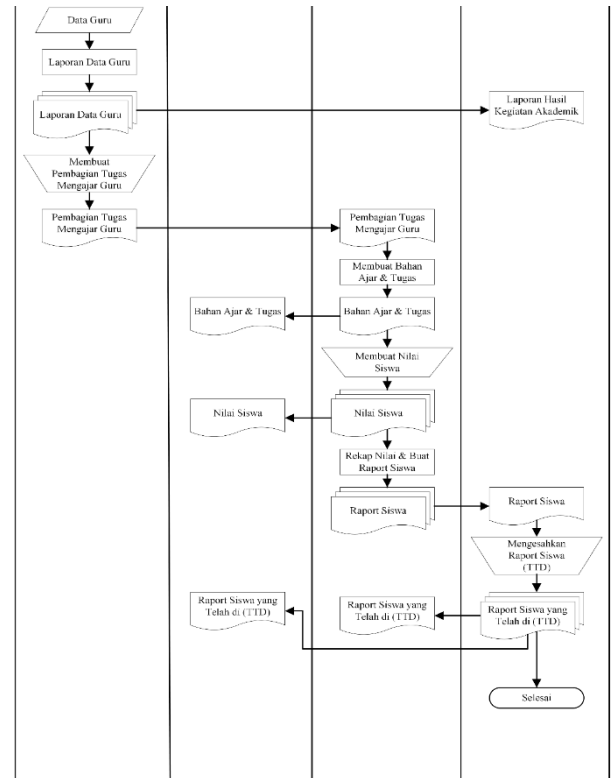 Data Guru
Laporan Data Guru
Laporan Data Guru
Laporan Hasil
Kegiatan Akademik
Membuat
Pembagian Tugas
Mengajar Guru
Pembagian Tugas
Mengajar Guru
Pembagian Tugas
Mengajar Guru
Membuat Bahan
Ajar & Tugas
Bahan Ajar & Tugas
Bahan Ajar & Tugas
Membuat Nilai
Siswa
Nilai Siswa
Nilai Siswa
Rekap Nilai & Buat
Raport Siswa
Raport Siswa
Raport Siswa
Mengesahkan
Raport Siswa
(TTD)
Raport Siswa yang
Telah di (TTD)
Raport Siswa yang
Telah di (TTD)
Raport Siswa yang
Telah di (TTD)
Selesai